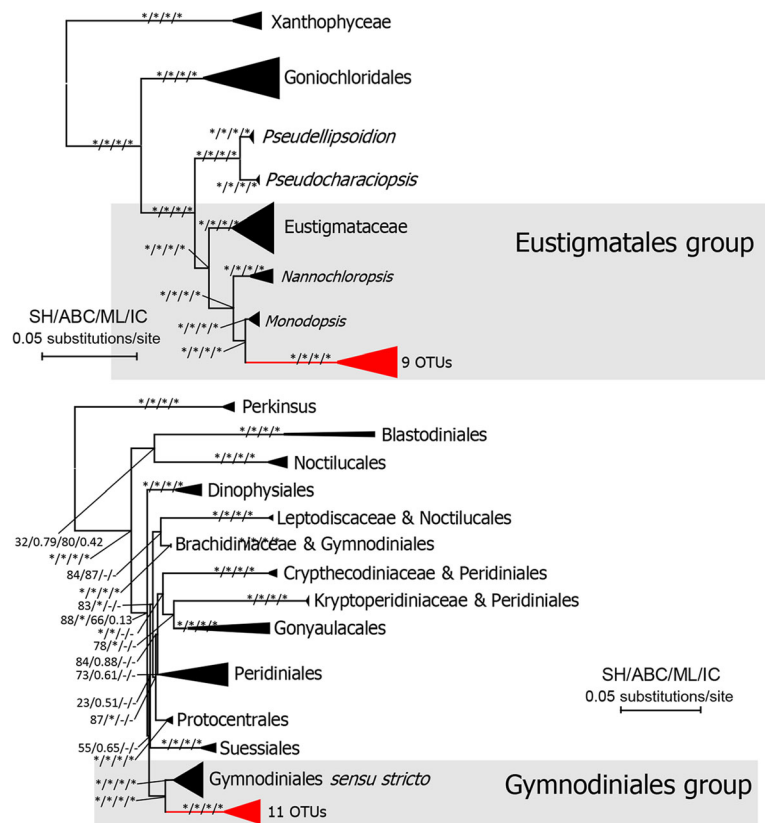 */*/*/*
Xanthophyceae
*/*/*/*
Goniochloridales
*/*/*/*
Pseudellipsoidion
*/*/*/*
*/*/*/*
*/*/*/*
Pseudocharaciopsis
*/*/*/*
*/*/*/*
Eustigmataceae
Eustigmatales group
*/*/*/*
*/*/*/*
Nannochloropsis
*/*/*/*
SH/ABC/ML/IC
*/*/*/*
Monodopsis
0.05 substitutions/site
*/*/*/*
*/*/*/*
9 OTUs
*/*/*/*
Perkinsus
*/*/*/*
Blastodiniales
*/*/*/*
Noctilucales
*/*/*/*
Dinophysiales
*/*/*/*
Leptodiscaceae & Noctilucales
32/0.79/80/0.42
Brachidiniaceae & Gymnodiniales
*/*/*/*
84/87/-/-
*/*/*/*
Crypthecodiniaceae & Peridiniales
*/*/*/*
83/*/-/-
*/*/*/*
Kryptoperidiniaceae & Peridiniales
88/*/66/0.13
*/*/*/*
Gonyaulacales
*/*/-/-
78/*/-/-
84/0.88/-/-
73/0.61/-/-
Peridiniales
SH/ABC/ML/IC
0.05 substitutions/site
23/0.51/-/-
87/*/-/-
Protocentrales
55/0.65/-/-
*/*/*/*
Suessiales
*/*/*/*
*/*/*/*
Gymnodiniales sensu stricto
Gymnodiniales group
*/*/*/*
*/*/*/*
11 OTUs